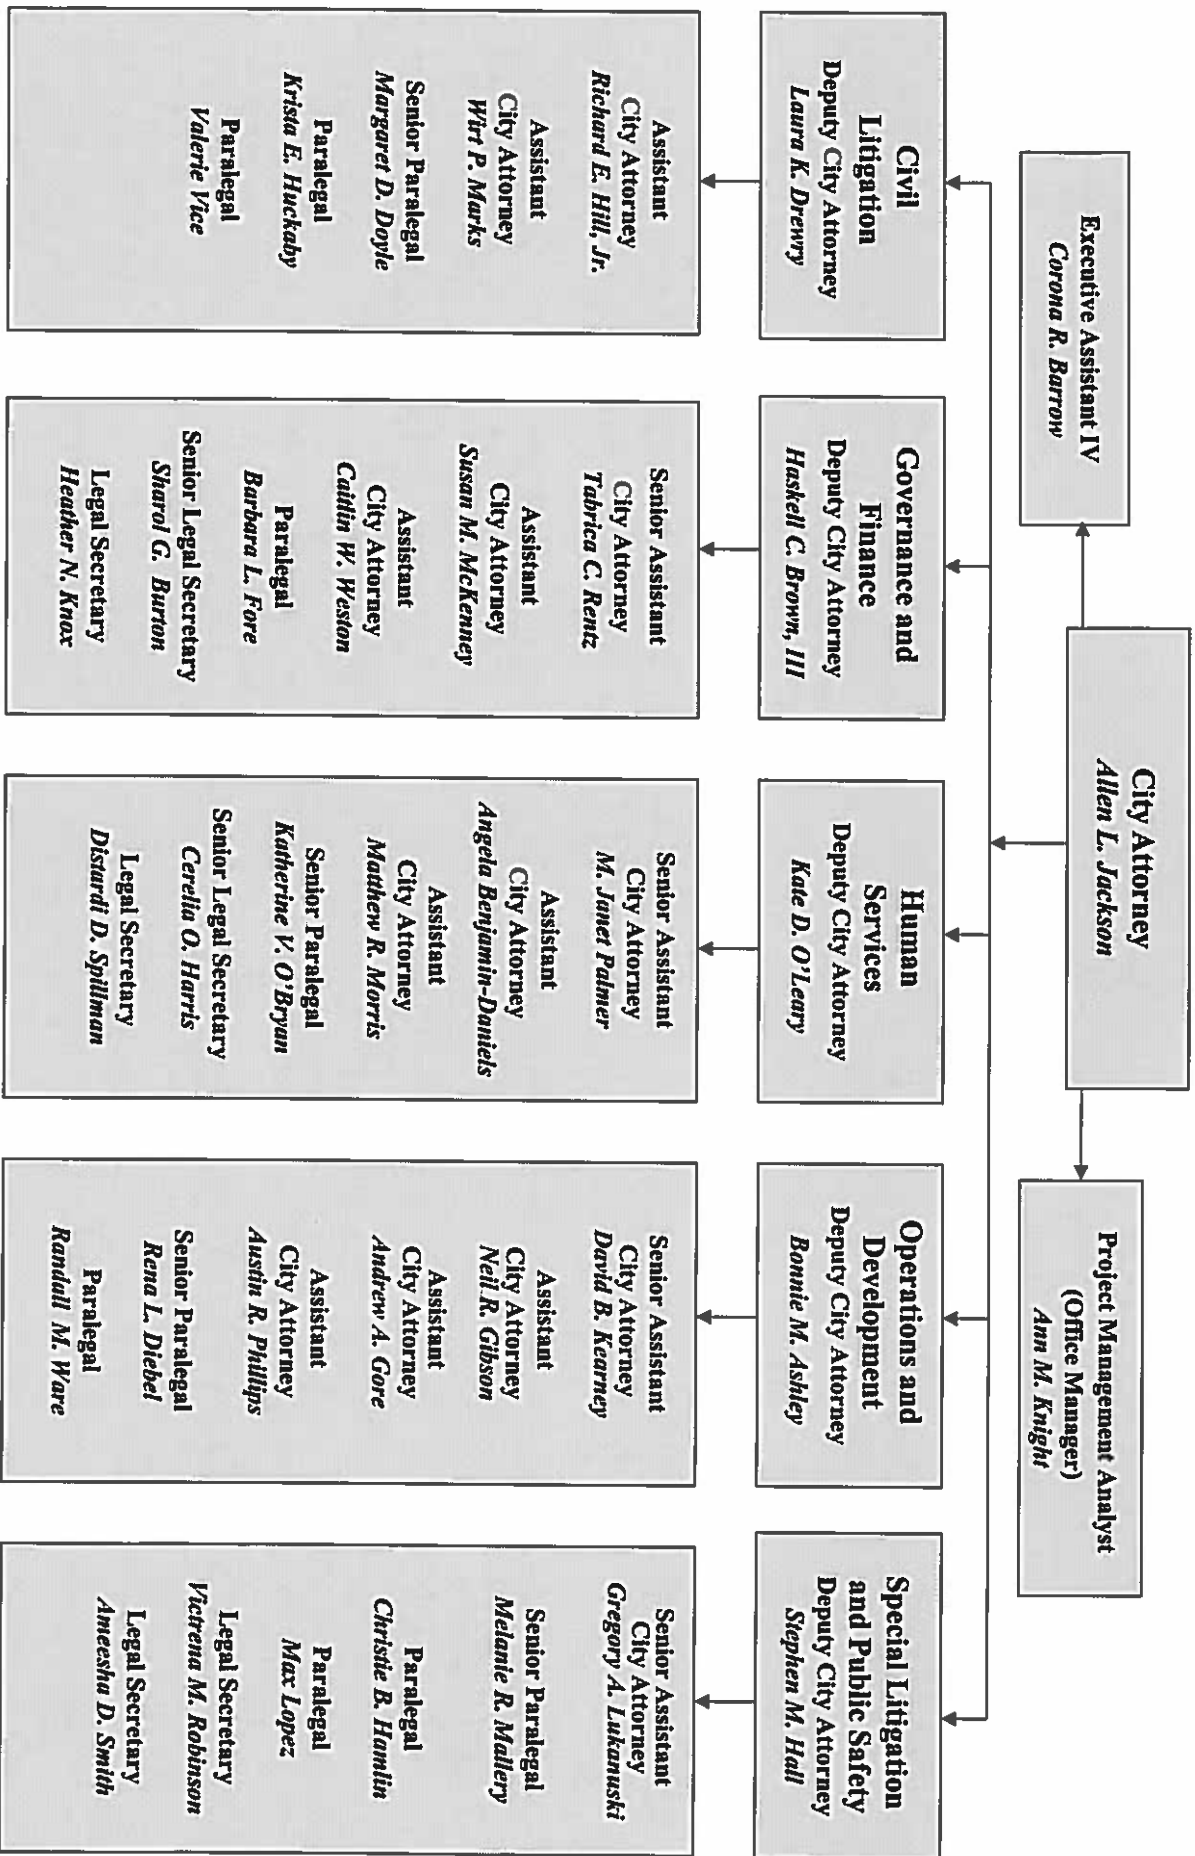 City Attorney
Allen L. Jackson
Executive Assistant IV
Corona R. Barrow
Project Management Analyst
(Office Manager)
Ann M. Knight
Civil
Litigation
Deputy City Attorney
Laura K. Drewry
Assistant
City Attorney
Richard E. Hill, Jr.
Assistant
City Attorney
Wirt P. Marks
Senior Paralegal
Margaret D. Doyle
Paralegal
Krista E. Huckaby
Paralegal
Valerie Vice
Governance and
Finance
Deputy City Attorney
Haskell C. Brown, III
Senior Assistant
City Attorney
Tabrica C. Rentz
Assistant
City Attorney
Susan M. McKenney
Assistant
City Attorney
Caitlin W. Weston
Paralegal
Barbara L. Fore
Senior Legal Secretary
Sharol G. Burton
Legal Secretary
Heather N. Knox
Human
Services
Deputy City Attorney
Kate D. O'Leary
Senior Assistant
City Attorney
M. Janet Palmer
Assistant
City Attorney
Angela Benjamin-Daniels
Assistant
City Attorney
Matthew R. Morris
Senior Paralegal
Katherine V. O'Bryan
Senior Legal Secretary
Cerelia O. Harris
Legal Secretary
Distardi D. Spillman
Operations and
Development
Deputy City Attorney
Bonnie M. Ashley
Senior Assistant
City Attorney
David B. Kearney
Assistant
City Attorney
Neil R. Gibson
Assistant
City Attorney
Andrew A. Gore
Assistant
City Attorney
Austin R. Phillips
Senior Paralegal
Rena L. Diebel
Paralegal
Randall M. Ware
Special Litigation
and Public Safety
Deputy City Attorney
Stephen M. Hall
Senior Assistant
City Attorney
Gregory A. Lukanuski
Senior Paralegal
Melanie R. Mallery
Paralegal
Christie B. Hamlin
Paralegal
Max Lopez
Legal Secretary
Victrena M. Robinson
Legal Secretary
Ameesha D. Smith